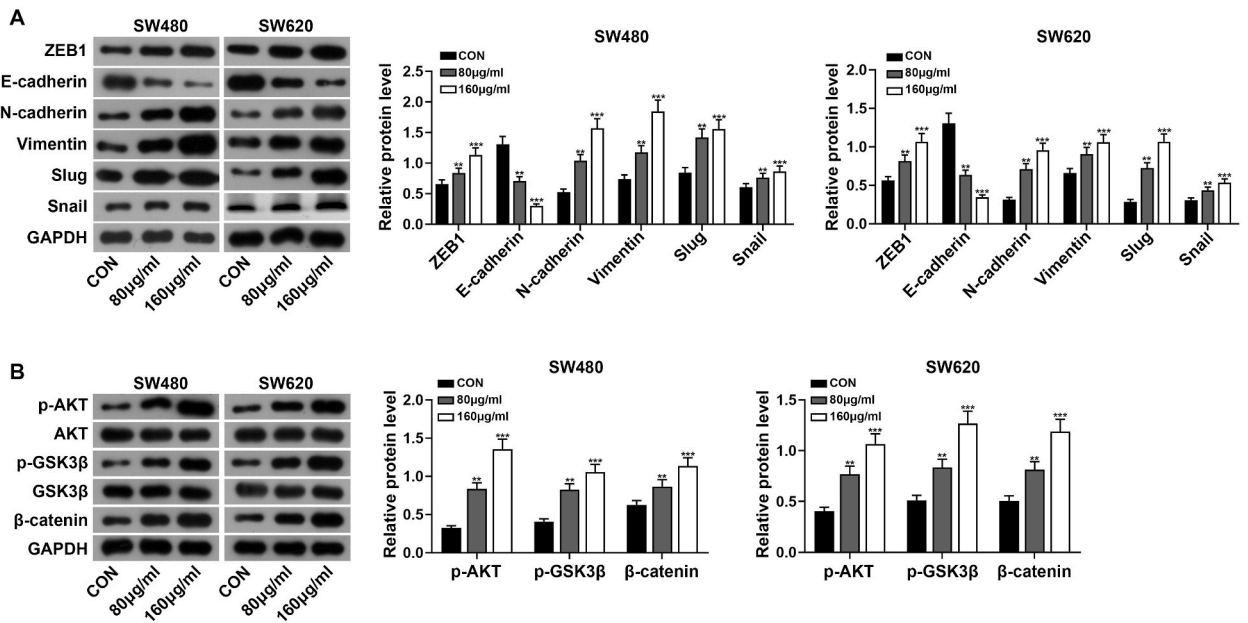 A
SW480 SW620
ZEB1
E-cadherin
N-cadherin
Vimentin
Slug
Snail
GAPDH
CON 80μg/ml 160μg/ml CON 80μg/ml 160μg/ml
SW480
CON
80μg/ml
160μg/ml
Relative protein level
2.5
2.0
1.5
1.0
0.5
0.0
** *** ** *** ** *** ** *** ** *** ** ***
ZEB1 E-cadherin N-cadherin Vimentin Slug Snail
SW620
CON
80μg/ml
160μg/ml
Relative protein level
2.0
1.5
1.0
0.5
0.0
** *** ** *** ** *** ** *** ** *** ** ***
ZEB1 E-cadherin N-cadherin Vimentin Slug Snail
B
SW480 SW620
p-AKT
AKT
p-GSK3β
GSK3β
β-catenin
GAPDH
CON 80μg/ml 160μg/ml CON 80μg/ml 160μg/ml
SW480
CON
80μg/ml
160μg/ml
Relative protein level
2.0
1.5
1.0
0.5
0.0
** *** ** *** ** ***
p-AKT p-GSK3β β-catenin
SW620
CON
80μg/ml
160μg/ml
Relative protein level
1.5
1.0
0.5
0.0
** *** ** *** ** ***
p-AKT p-GSK3β β-catenin